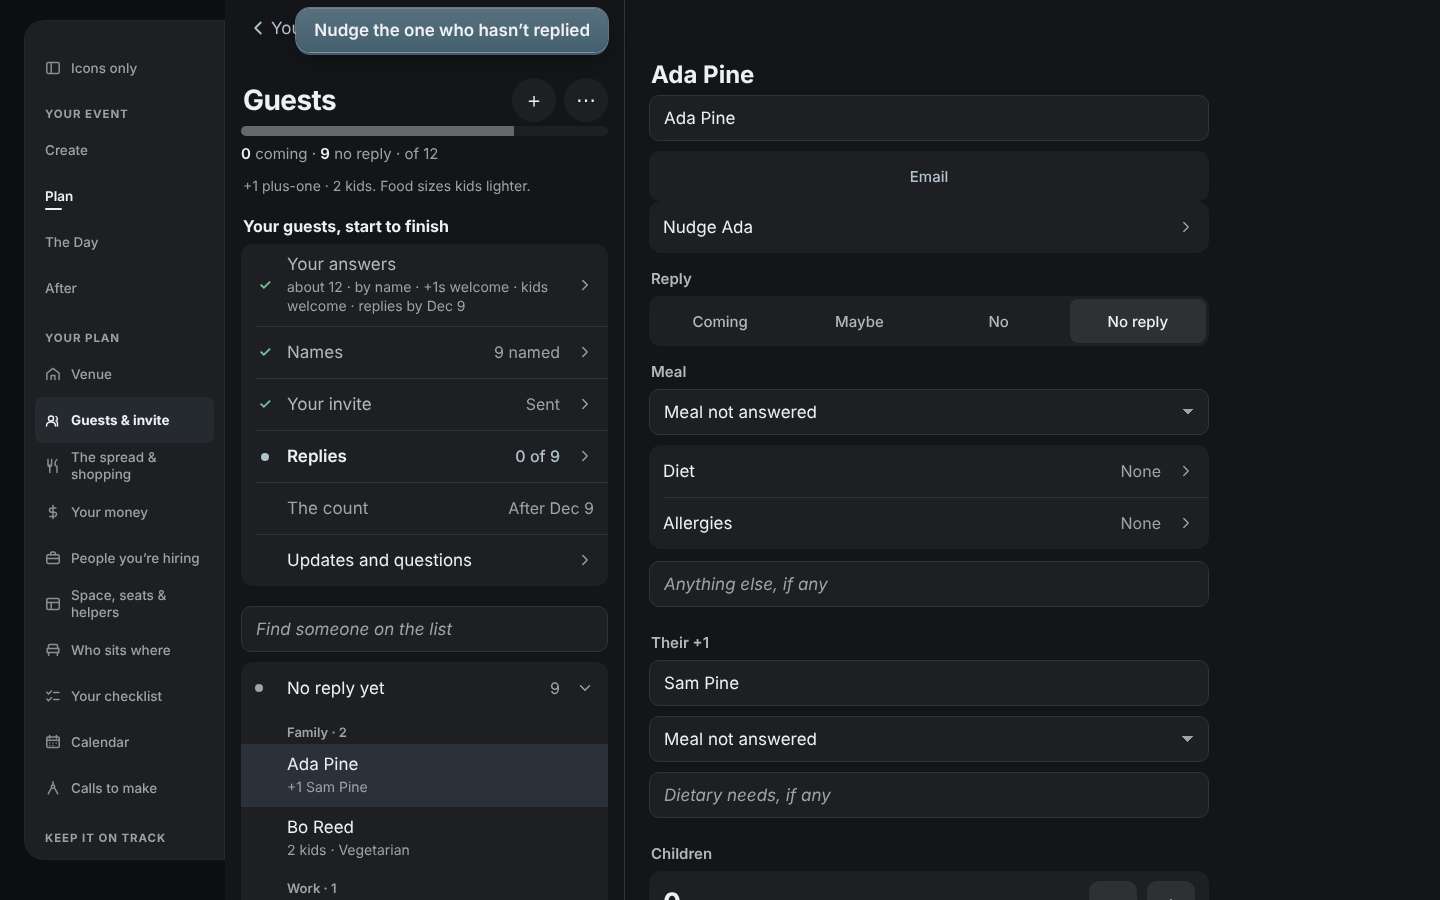 Icons only
YOUR EVENT
Create
Plan
The Day
After
YOUR PLAN
Venue
Guests & invite
The spread &
shopping
Your money
People you’re hiring
Space, seats &
helpers
Who sits where
Your checklist
Calendar
Calls to make
KEEP IT ON TRACK
Nudge the one who hasn’t replied
Guests
0 coming · 9 no reply · of 12
+1 plus-one · 2 kids. Food sizes kids lighter.
Your guests, start to finish
Your answers
about 12 · by name · +1s welcome · kids
welcome · replies by Dec 9
Names 9 named
Your invite Sent
Replies 0 of 9
The count After Dec 9
Updates and questions
Find someone on the list
No reply yet 9
Family · 2
Ada Pine
+1 Sam Pine
Bo Reed
2 kids · Vegetarian
Work · 1
Ada Pine
Ada Pine
Email
Nudge Ada
Reply
Coming Maybe No No reply
Meal
Meal not answered
Diet None
Allergies None
Anything else, if any
Their +1
Sam Pine
Meal not answered
Dietary needs, if any
Children